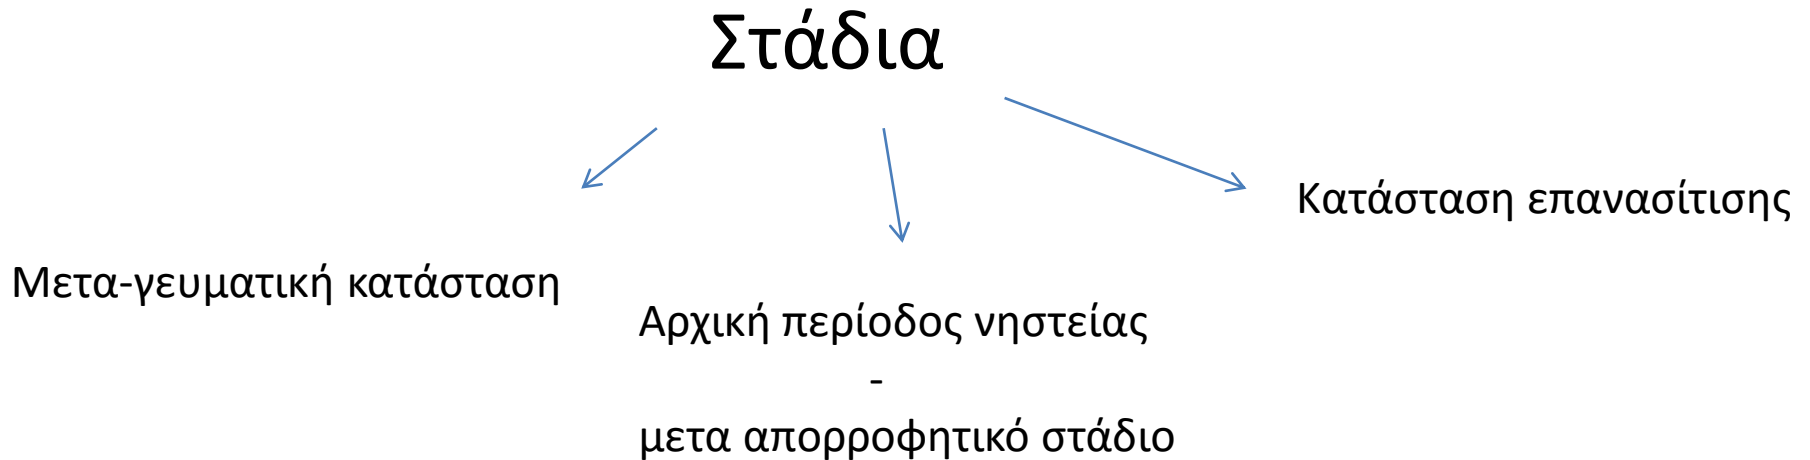 Στάδια
Μετα-γευματική κατάσταση
Αρχική περίοδος νηστείας
-
μετα απορροφητικό στάδιο
Κατάσταση επανασίτισης